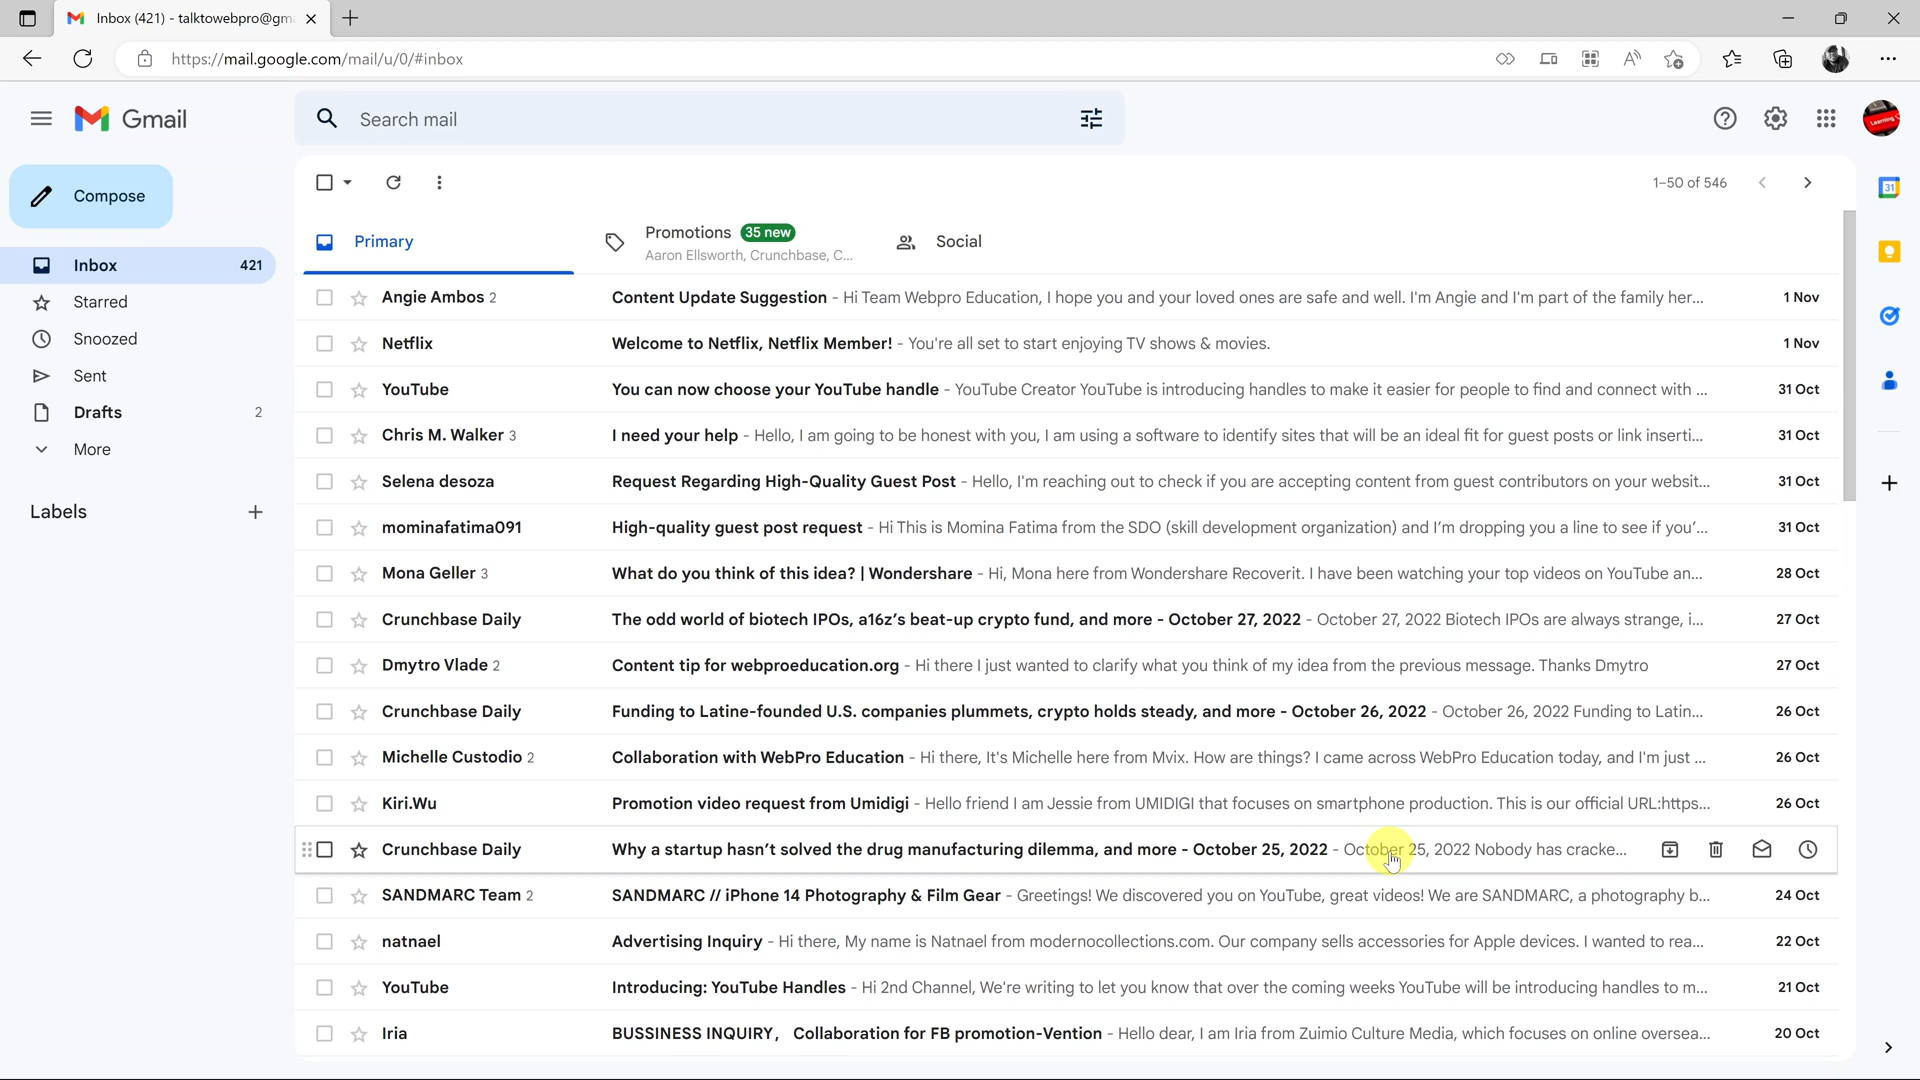 Inbox (421) - talktowebpro@gma
https://mail.google.com/mail/u/0/#inbox
Gmail
Search mail
Compose
1–50 of 546
Primary
Promotions 35 new
Aaron Ellsworth, Crunchbase, C...
Social
Inbox 421
Starred
Snoozed
Sent
Drafts 2
More
Labels
Angie Ambos 2 Content Update Suggestion - Hi Team Webpro Education, I hope you and your loved ones are safe and well. I'm Angie and I'm part of the family her... 1 Nov
Netflix Welcome to Netflix, Netflix Member! - You're all set to start enjoying TV shows & movies. 1 Nov
YouTube You can now choose your YouTube handle - YouTube Creator YouTube is introducing handles to make it easier for people to find and connect with ... 31 Oct
Chris M. Walker 3 I need your help - Hello, I am going to be honest with you, I am using a software to identify sites that will be an ideal fit for guest posts or link inserti... 31 Oct
Selena desoza Request Regarding High-Quality Guest Post - Hello, I'm reaching out to check if you are accepting content from guest contributors on your websit... 31 Oct
mominafatima091 High-quality guest post request - Hi This is Momina Fatima from the SDO (skill development organization) and I'm dropping you a line to see if you'... 31 Oct
Mona Geller 3 What do you think of this idea? | Wondershare - Hi, Mona here from Wondershare Recoverit. I have been watching your top videos on YouTube an... 28 Oct
Crunchbase Daily The odd world of biotech IPOs, a16z's beat-up crypto fund, and more - October 27, 2022 - October 27, 2022 Biotech IPOs are always strange, i... 27 Oct
Dmytro Vlade 2 Content tip for webproeducation.org - Hi there I just wanted to clarify what you think of my idea from the previous message. Thanks Dmytro 27 Oct
Crunchbase Daily Funding to Latine-founded U.S. companies plummets, crypto holds steady, and more - October 26, 2022 - October 26, 2022 Funding to Latin... 26 Oct
Michelle Custodio 2 Collaboration with WebPro Education - Hi there, It's Michelle here from Mvix. How are things? I came across WebPro Education today, and I'm just ... 26 Oct
Kiri.Wu Promotion video request from Umidigi - Hello friend I am Jessie from UMIDIGI that focuses on smartphone production. This is our official URL:https... 26 Oct
Crunchbase Daily Why a startup hasn't solved the drug manufacturing dilemma, and more - October 25, 2022 - October 25, 2022 Nobody has cracke...
SANDMARC Team 2 SANDMARC // iPhone 14 Photography & Film Gear - Greetings! We discovered you on YouTube, great videos! We are SANDMARC, a photography b... 24 Oct
natnael Advertising Inquiry - Hi there, My name is Natnael from modernocollections.com. Our company sells accessories for Apple devices. I wanted to rea... 22 Oct
YouTube Introducing: YouTube Handles - Hi 2nd Channel, We're writing to let you know that over the coming weeks YouTube will be introducing handles to m... 21 Oct
Iria BUSSINESS INQUIRY, Collaboration for FB promotion-Vention - Hello dear, I am Iria from Zuimio Culture Media, which focuses on online oversea... 20 Oct
Learning
31